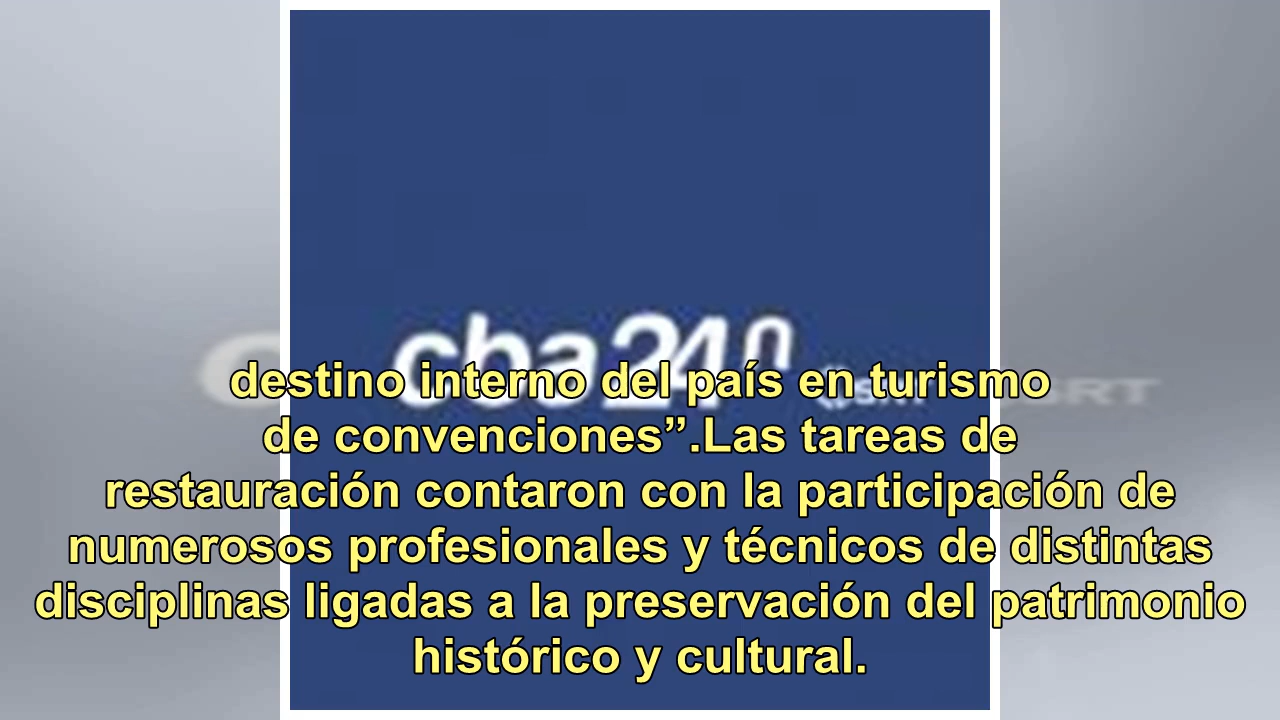 cba24n
destino interno del país en turismo
de convenciones”.Las tareas de
restauración contaron con la participación de
numerosos profesionales y técnicos de distintas
disciplinas ligadas a la preservación del patrimonio
histórico y cultural.